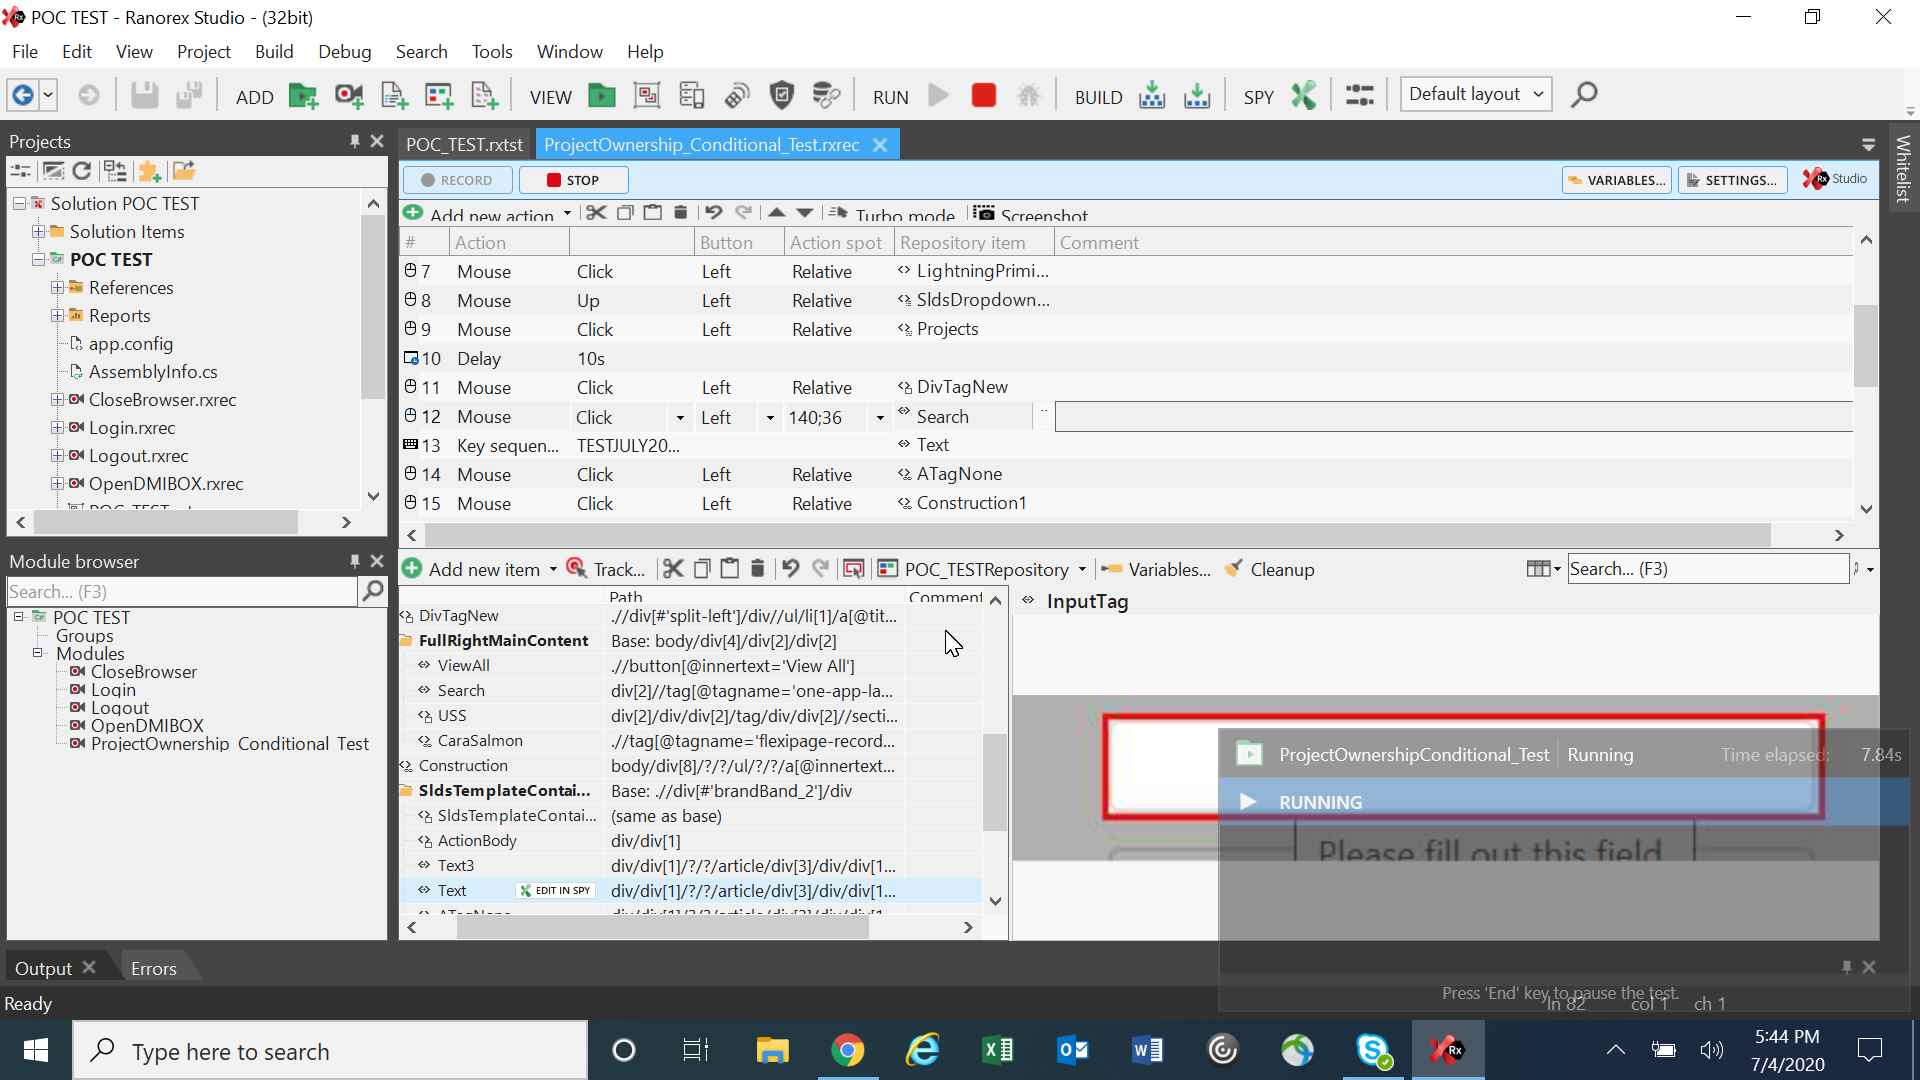 POC TEST - Ranorex Studio - (32bit)
File Edit View Project Build Debug Search Tools Window Help
ADD VIEW RUN BUILD SPY Default layout
Projects
Solution POC TEST
Solution Items
POC TEST
References
Reports
app.config
AssemblyInfo.cs
CloseBrowser.rxrec
Login.rxrec
Logout.rxrec
OpenDMIBOX.rxrec
Module browser
Search... (F3)
POC TEST
Groups
Modules
CloseBrowser
Login
Logout
OpenDMIBOX
ProjectOwnership_Conditional_Test
POC_TEST.rxtst ProjectOwnership_Conditional_Test.rxrec
RECORD STOP VARIABLES... SETTINGS... Rx Studio
Whitelist
Add new action Turbo mode Screenshot
# Action Button Action spot Repository item Comment
7 Mouse Click Left Relative LightningPrimi...
8 Mouse Up Left Relative SldsDropdown...
9 Mouse Click Left Relative Projects
10 Delay 10s
11 Mouse Click Left Relative DivTagNew
12 Mouse Click Left 140;36 Search
13 Key sequen... TESTJULY20... Text
14 Mouse Click Left Relative ATagNone
15 Mouse Click Left Relative Construction1
Add new item Track... POC_TESTRepository Variables... Cleanup Search... (F3)
Path Comment
DivTagNew .//div[#'split-left']/div//ul/li[1]/a[@tit...
FullRightMainContent Base: body/div[4]/div[2]/div[2]
ViewAll .//button[@innertext='View All']
Search div[2]//tag[@tagname='one-app-la...
USS div[2]/div/div[2]/tag/div/div[2]//secti...
CaraSalmon .//tag[@tagname='flexipage-record...
Construction body/div[8]/?/?/ul/?/?/a[@innertext...
SldsTemplateContai... Base: .//div[#'brandBand_2']/div
SldsTemplateContai... (same as base)
ActionBody div/div[1]
Text3 div/div[1]/?/?/article/div[3]/div/div[1...
Text EDIT IN SPY div/div[1]/?/?/article/div[3]/div/div[1...
InputTag
Please fill out this field
ProjectOwnershipConditional_Test Running Time elapsed: 7.84s
RUNNING
Press 'End' key to pause the test.
Output Errors
Ready ln 82 col 1 ch 1
Type here to search
5:44 PM
7/4/2020